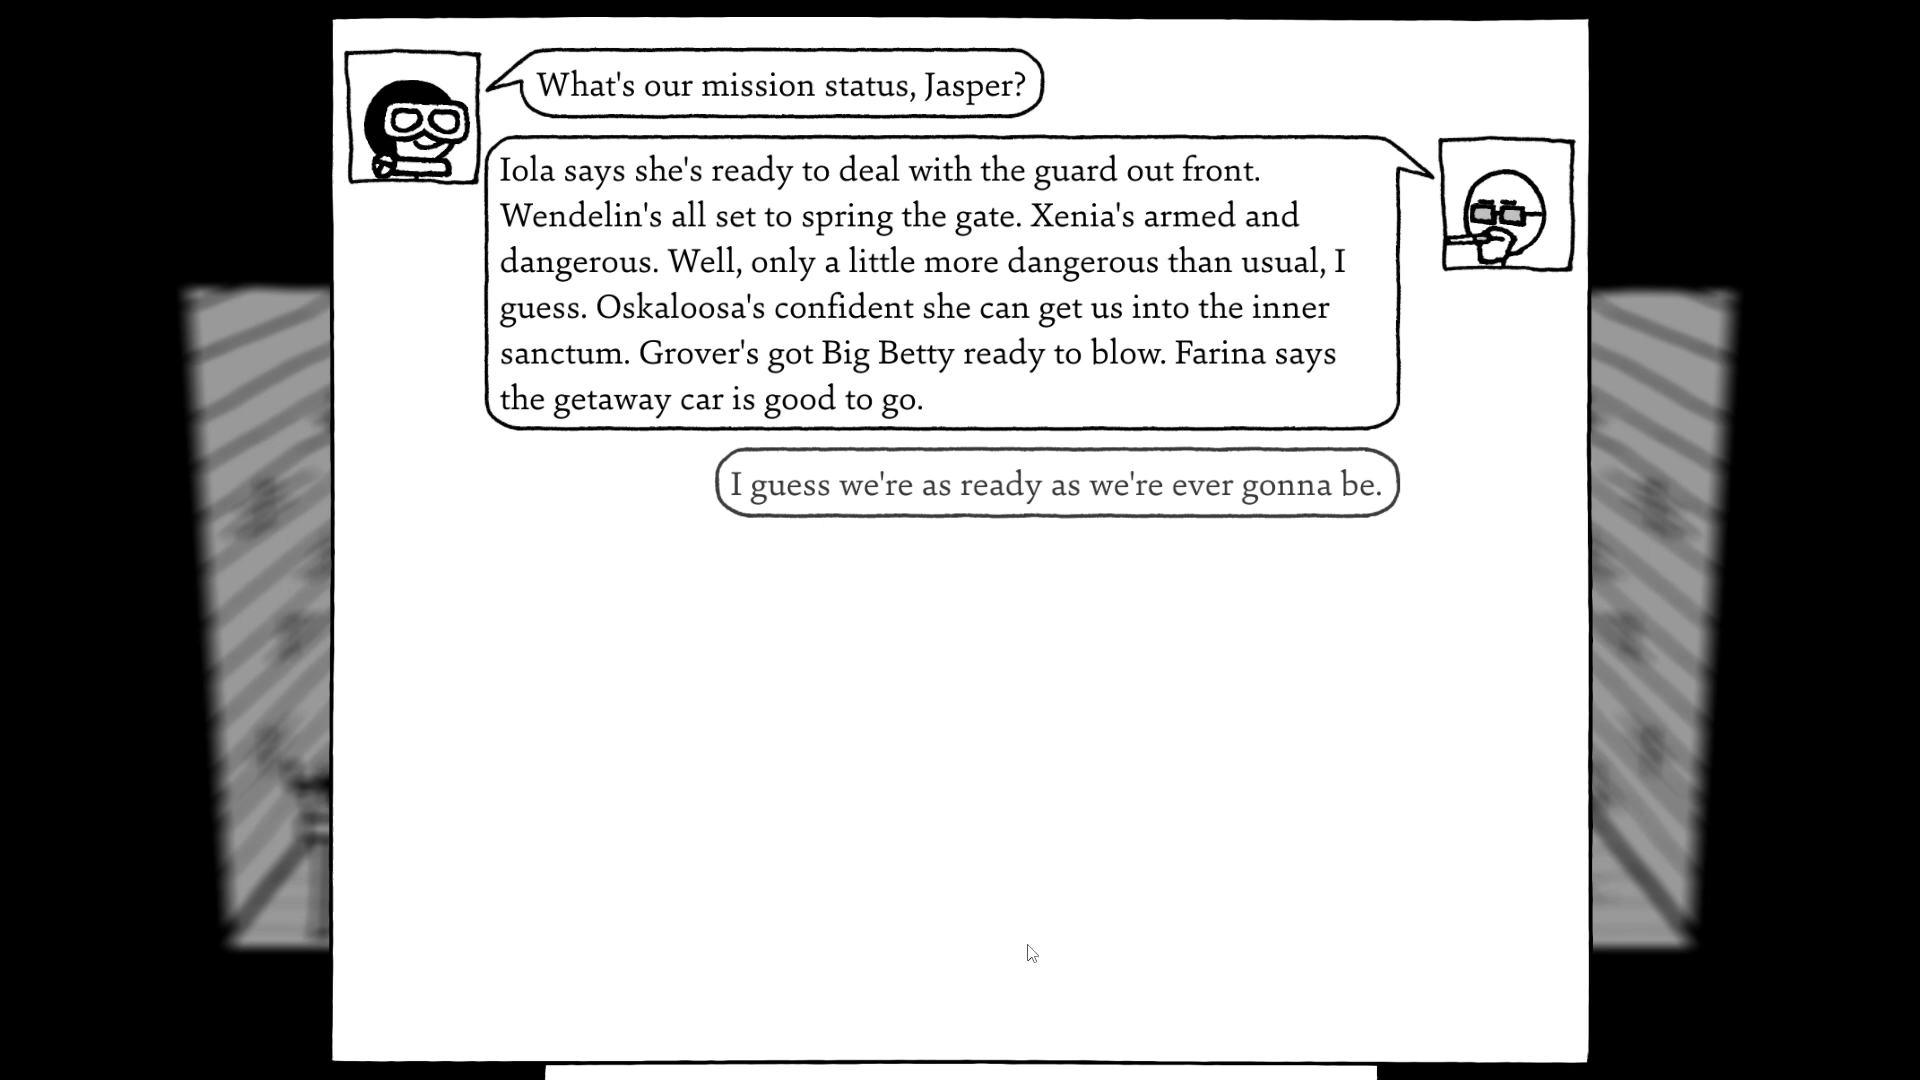 What's our mission status, Jasper?
Iola says she's ready to deal with the guard out front.
Wendelin's all set to spring the gate. Xenia's armed and
dangerous. Well, only a little more dangerous than usual, I
guess. Oskaloosa's confident she can get us into the inner
sanctum. Grover's got Big Betty ready to blow. Farina says
the getaway car is good to go.
I guess we're as ready as we're ever gonna be.